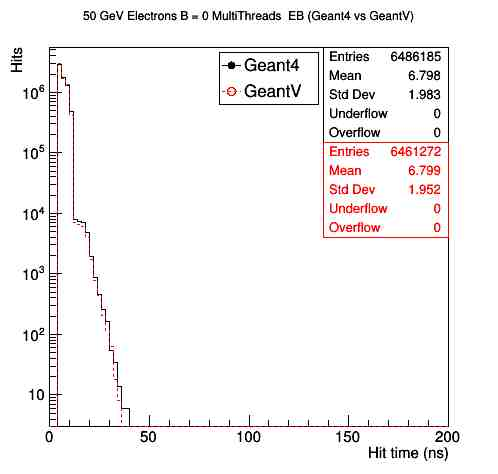 50 GeV Electrons B = 0 MultiThreads EB (Geant4 vs GeantV)
Hits
Geant4
GeantV
Entries 6486185
Mean 6.798
Std Dev 1.983
Underflow 0
Overflow 0
Entries 6461272
Mean 6.799
Std Dev 1.952
Underflow 0
Overflow 0
10⁶
10⁵
10⁴
10³
10²
10
0 50 100 150 200
Hit time (ns)